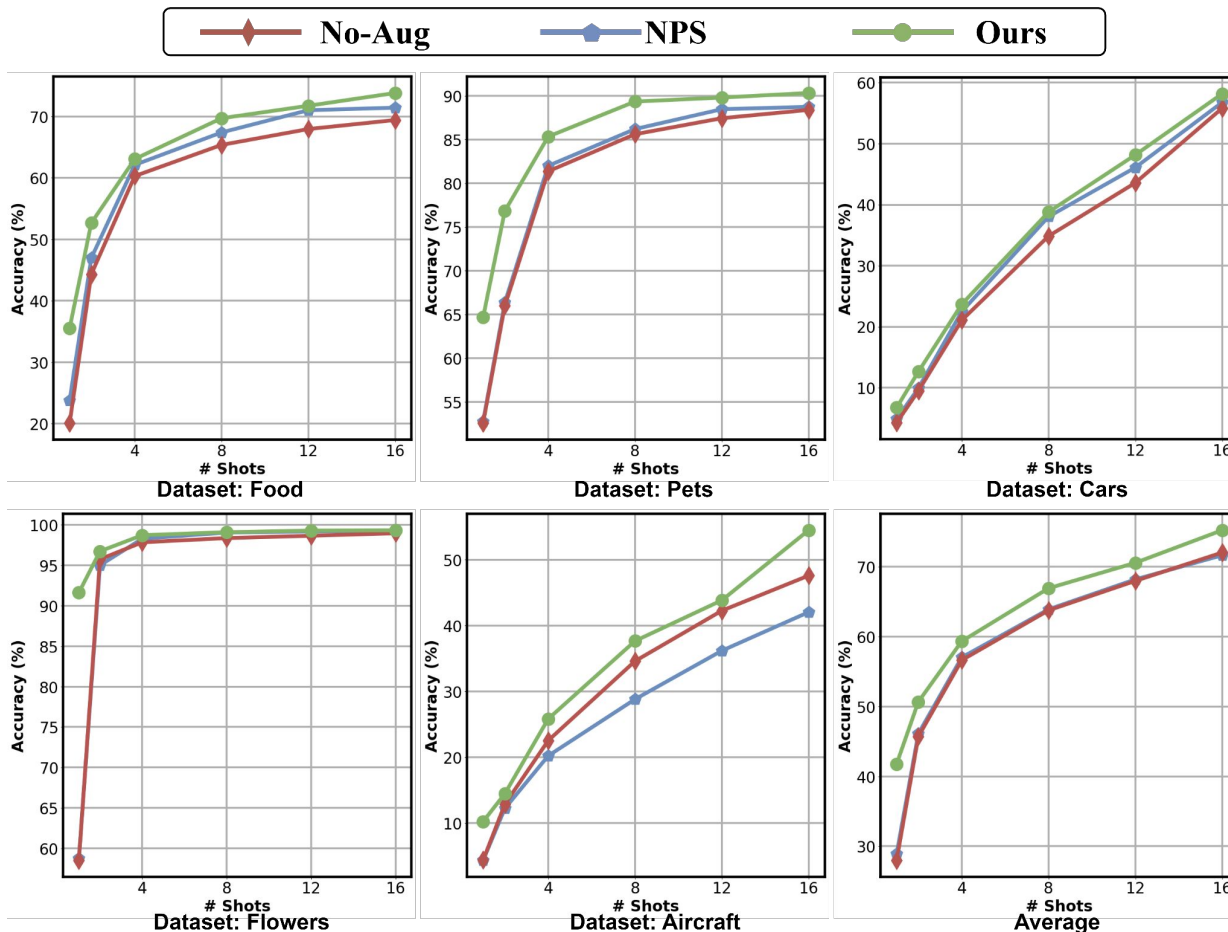 No-Aug NPS Ours
70
60
50
40
30
20
Accuracy (%)
4 8 12 16
# Shots
Dataset: Food
90
85
80
75
70
65
60
55
Accuracy (%)
4 8 12 16
# Shots
Dataset: Pets
60
50
40
30
20
10
Accuracy (%)
4 8 12 16
# Shots
Dataset: Cars
100
95
90
85
80
75
70
65
60
Accuracy (%)
4 8 12 16
# Shots
Dataset: Flowers
50
40
30
20
10
Accuracy (%)
4 8 12 16
# Shots
Dataset: Aircraft
70
60
50
40
30
Accuracy (%)
4 8 12 16
# Shots
Average